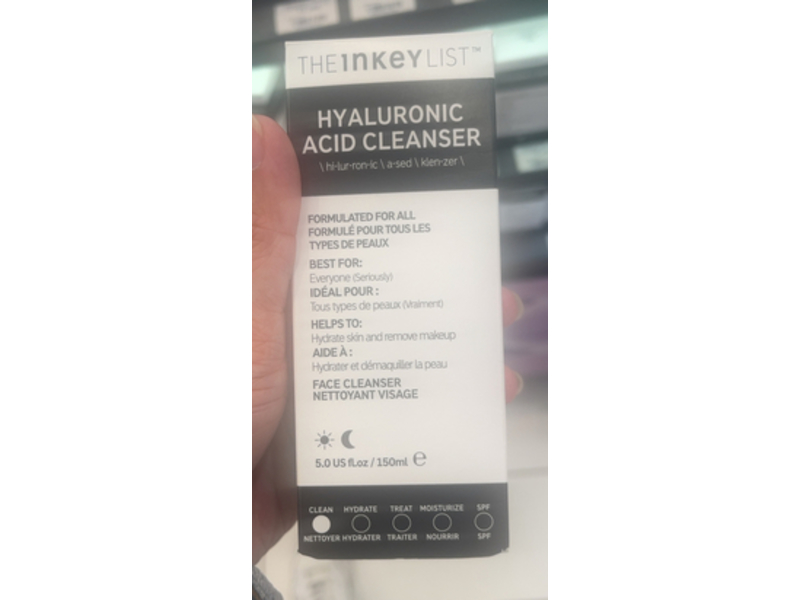 THE INKEY LIST™
HYALURONIC
ACID CLEANSER
\ hi-lur-ron-ic \ a-sed \ klen-zer \
FORMULATED FOR ALL
FORMULÉ POUR TOUS LES
TYPES DE PEAUX
BEST FOR:
Everyone (Seriously)
IDÉAL POUR :
Tous types de peaux (Vraiment)
HELPS TO:
Hydrate skin and remove makeup
AIDE À :
Hydrater et démaquiller la peau
FACE CLEANSER
NETTOYANT VISAGE
5.0 US fl.oz / 150ml ℮
CLEAN HYDRATE TREAT MOISTURIZE SPF
NETTOYER HYDRATER TRAITER NOURRIR SPF